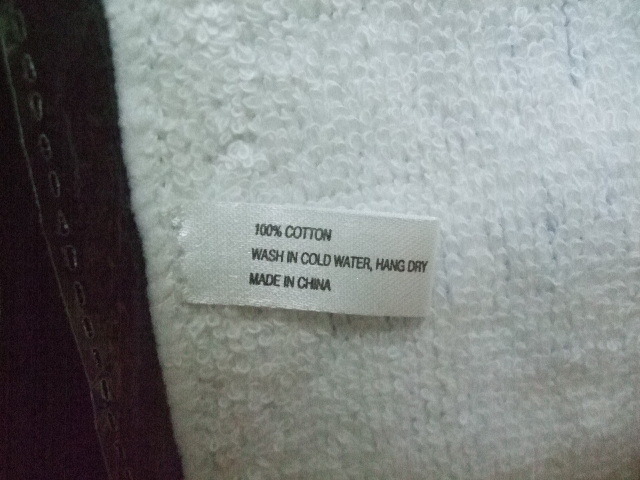 100% COTTON
WASH IN COLD WATER, HANG DRY
MADE IN CHINA